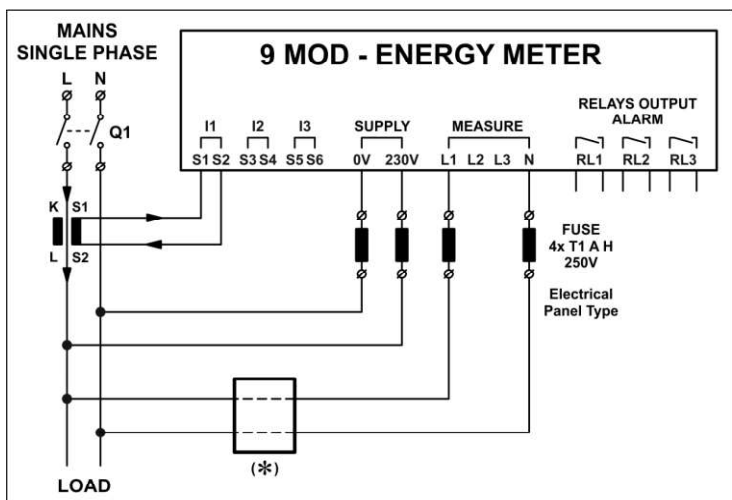 MAINS
SINGLE PHASE
L N
Q1
9 MOD - ENERGY METER
RELAYS OUTPUT
ALARM
I1 I2 I3 SUPPLY MEASURE
S1 S2 S3 S4 S5 S6 0V 230V L1 L2 L3 N RL1 RL2 RL3
K S1
L S2
FUSE
4x T1 A H
250V
Electrical
Panel Type
(*)
LOAD